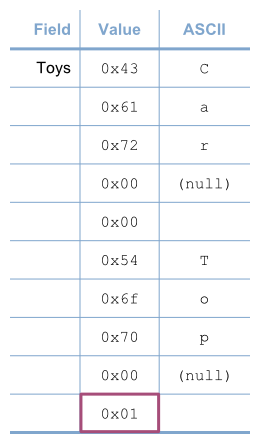 Field Value ASCII
Toys 0x43 C
0x61 a
0x72 r
0x00 (null)
0x00
0x54 T
0x6f o
0x70 p
0x00 (null)
0x01